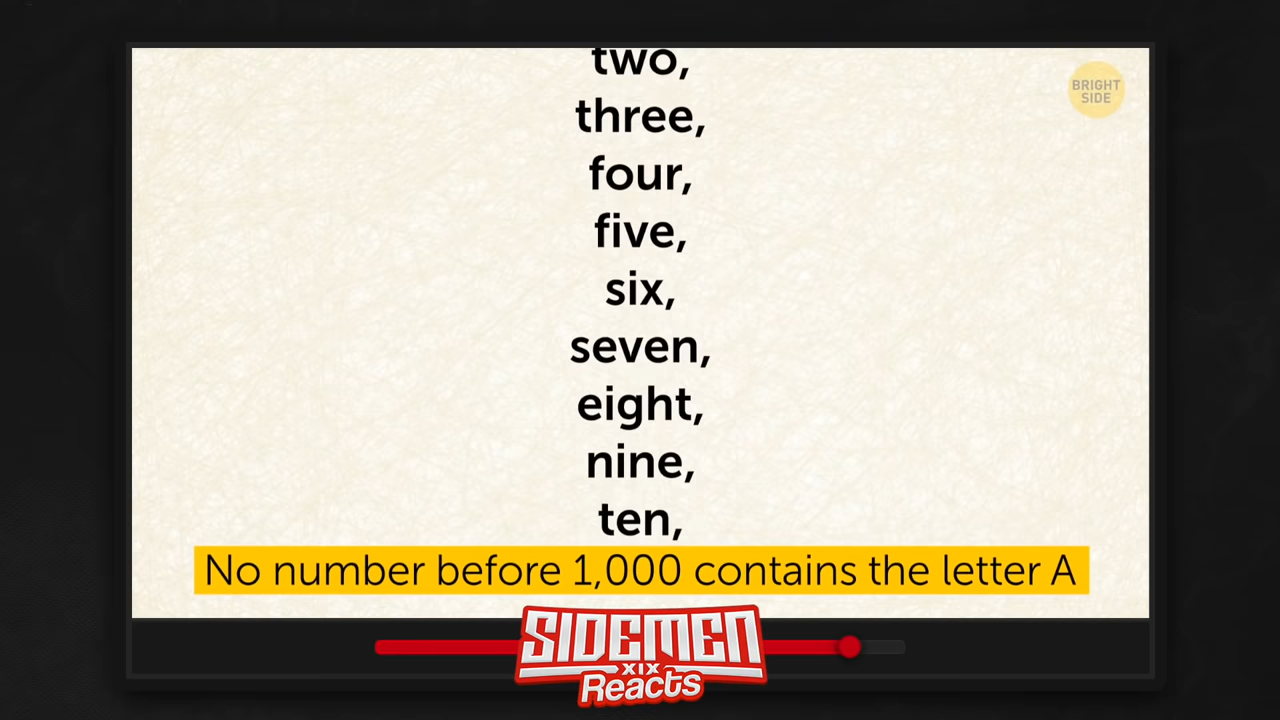 two,
BRIGHT
SIDE
three,
four,
five,
six,
seven,
eight,
nine,
ten,
No number before 1,000 contains the letter A
SIDEMEN
XIX
Reacts